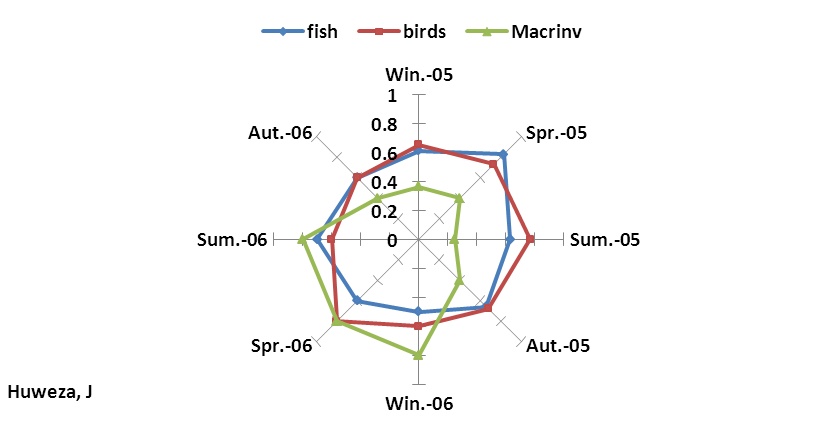 fish birds Macrinv
Win.-05
1
Aut.-06 0.8 Spr.-05
0.6
0.4
0.2
Sum.-06 0 Sum.-05
Spr.-06 Aut.-05
Huweza, J
Win.-06